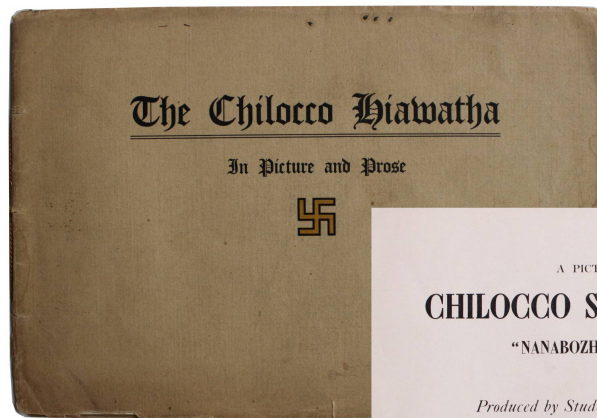 The Chilocco Hiawatha
In Picture and Prose
A PICT
CHILOCCO S
"NANABOZH
Produced by Stud